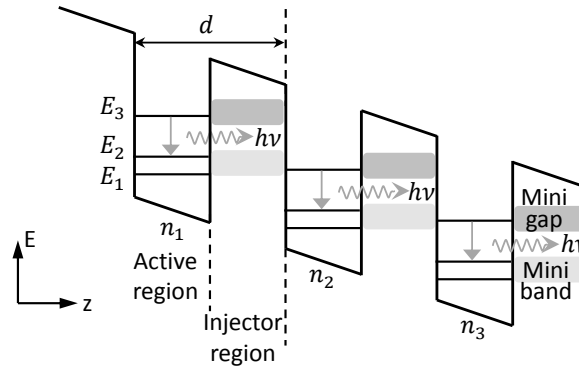 d
E₃
hν
E₂
E₁
hν
Mini
gap
hν
n₁
E
Active
region
n₂
Mini
band
z
Injector
region
n₃